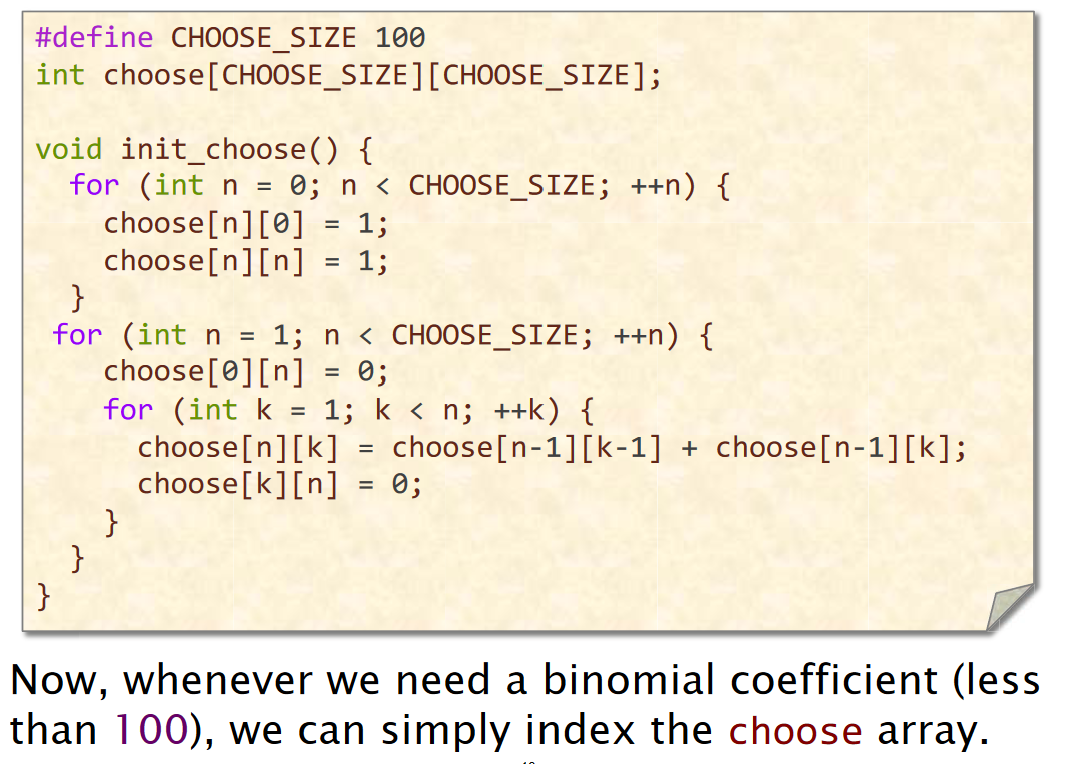 #define CHOOSE_SIZE 100
int choose[CHOOSE_SIZE][CHOOSE_SIZE];

void init_choose() {
  for (int n = 0; n < CHOOSE_SIZE; ++n) {
    choose[n][0] = 1;
    choose[n][n] = 1;
  }
 for (int n = 1; n < CHOOSE_SIZE; ++n) {
    choose[0][n] = 0;
    for (int k = 1; k < n; ++k) {
      choose[n][k] = choose[n-1][k-1] + choose[n-1][k];
      choose[k][n] = 0;
    }
  }
}
Now, whenever we need a binomial coefficient (less
than 100), we can simply index the choose array.